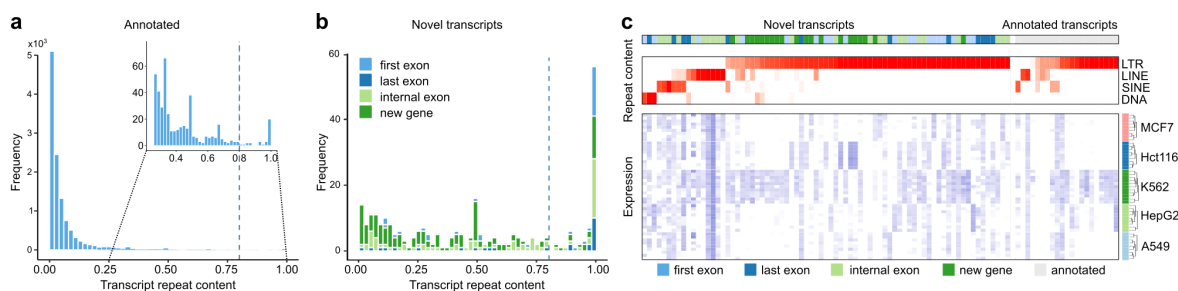 a
Annotated
×10³
5
4
3
2
1
0
Frequency
60
40
20
0
0.4 0.6 0.8 1.0
0.00 0.25 0.50 0.75 1.00
Transcript repeat content
b
Novel transcripts
60
40
20
0
Frequency
first exon
last exon
internal exon
new gene
0.00 0.25 0.50 0.75 1.00
Transcript repeat content
c
Novel transcripts Annotated transcripts
Repeat content
LTR
LINE
SINE
DNA
Expression
MCF7
Hct116
K562
HepG2
A549
first exon last exon internal exon new gene annotated